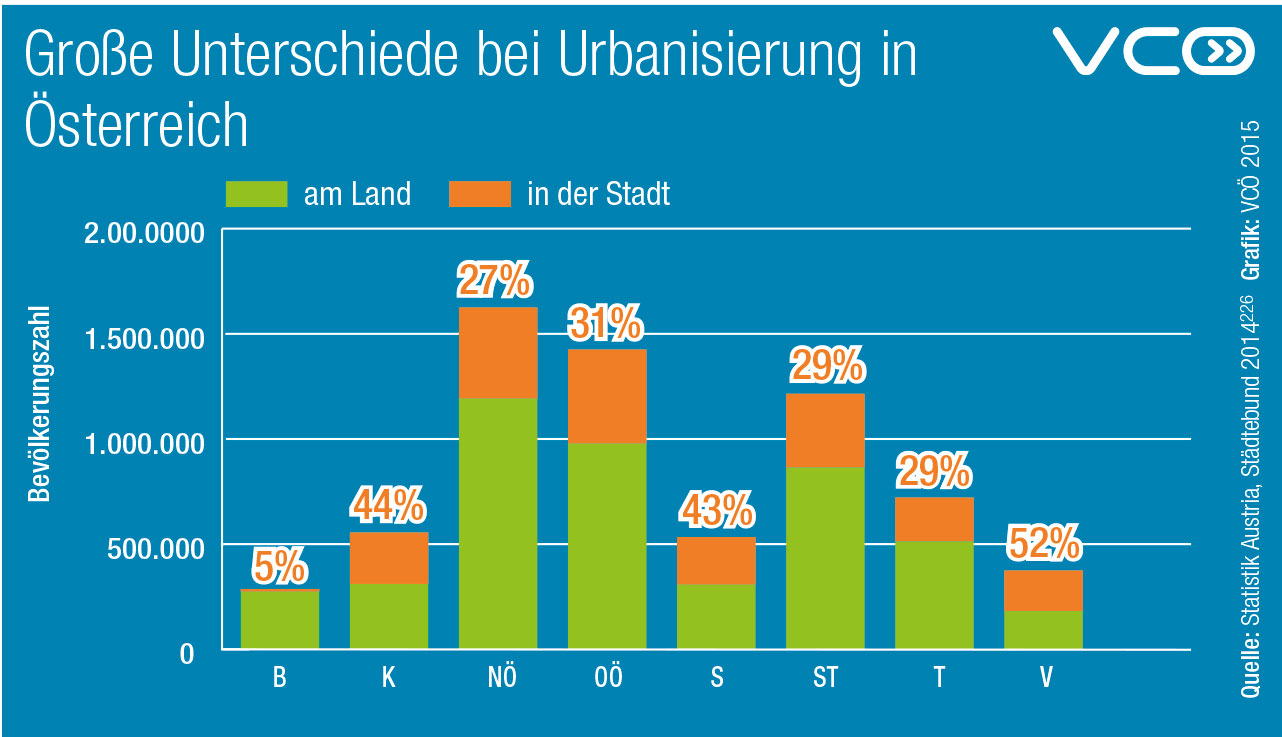 Große Unterschiede bei Urbanisierung in
Österreich
VCÖ
am Land
in der Stadt
Bevölkerungszahl
2.00.0000
1.500.000
1.000.000
500.000
0
5%
44%
27%
31%
43%
29%
29%
52%
B
K
NÖ
OÖ
S
ST
T
V
Quelle: Statistik Austria, Städtebund 2014²²⁶ Grafik: VCÖ 2015